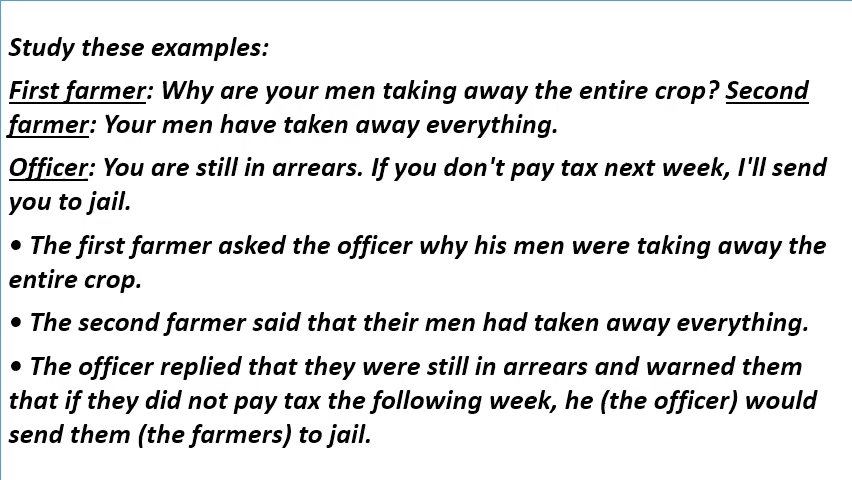 Study these examples:
First farmer: Why are your men taking away the entire crop? Second
farmer: Your men have taken away everything.
Officer: You are still in arrears. If you don't pay tax next week, I'll send
you to jail.
• The first farmer asked the officer why his men were taking away the
entire crop.
• The second farmer said that their men had taken away everything.
• The officer replied that they were still in arrears and warned them
that if they did not pay tax the following week, he (the officer) would
send them (the farmers) to jail.